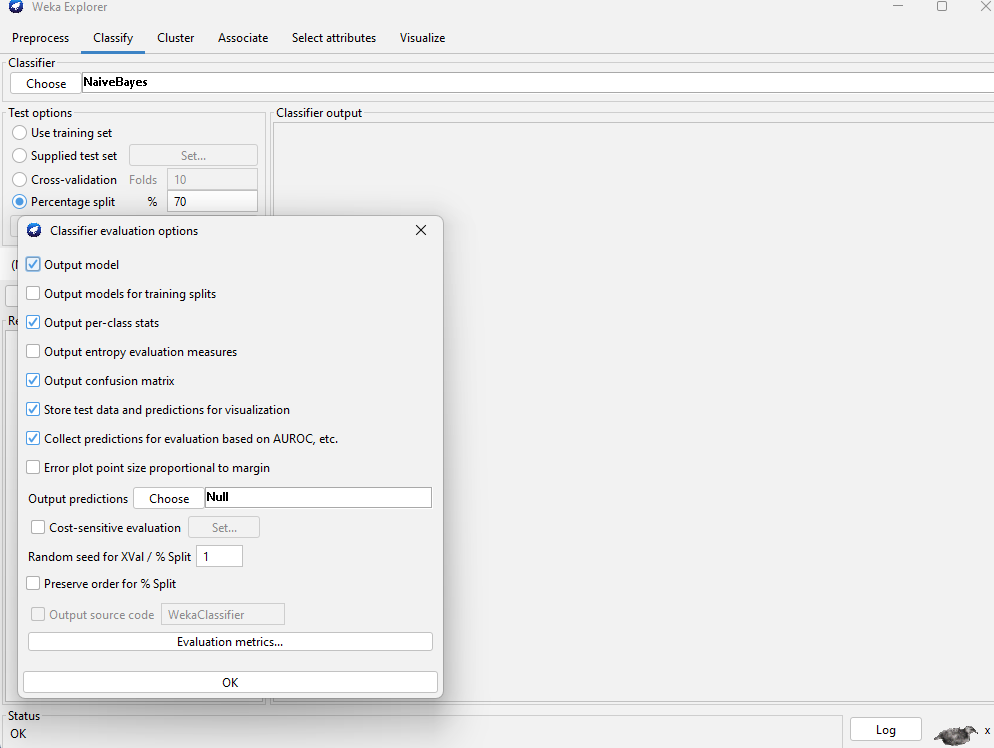 Weka Explorer
Preprocess Classify Cluster Associate Select attributes Visualize
Classifier
Choose NaiveBayes
Test options
Classifier output
Use training set
Supplied test set Set...
Cross-validation Folds 10
Percentage split % 70
Classifier evaluation options
Output model
Output models for training splits
Output per-class stats
Output entropy evaluation measures
Output confusion matrix
Store test data and predictions for visualization
Collect predictions for evaluation based on AUROC, etc.
Error plot point size proportional to margin
Output predictions Choose Null
Cost-sensitive evaluation Set...
Random seed for XVal / % Split 1
Preserve order for % Split
Output source code WekaClassifier
Evaluation metrics...
OK
Status
OK
Log
x